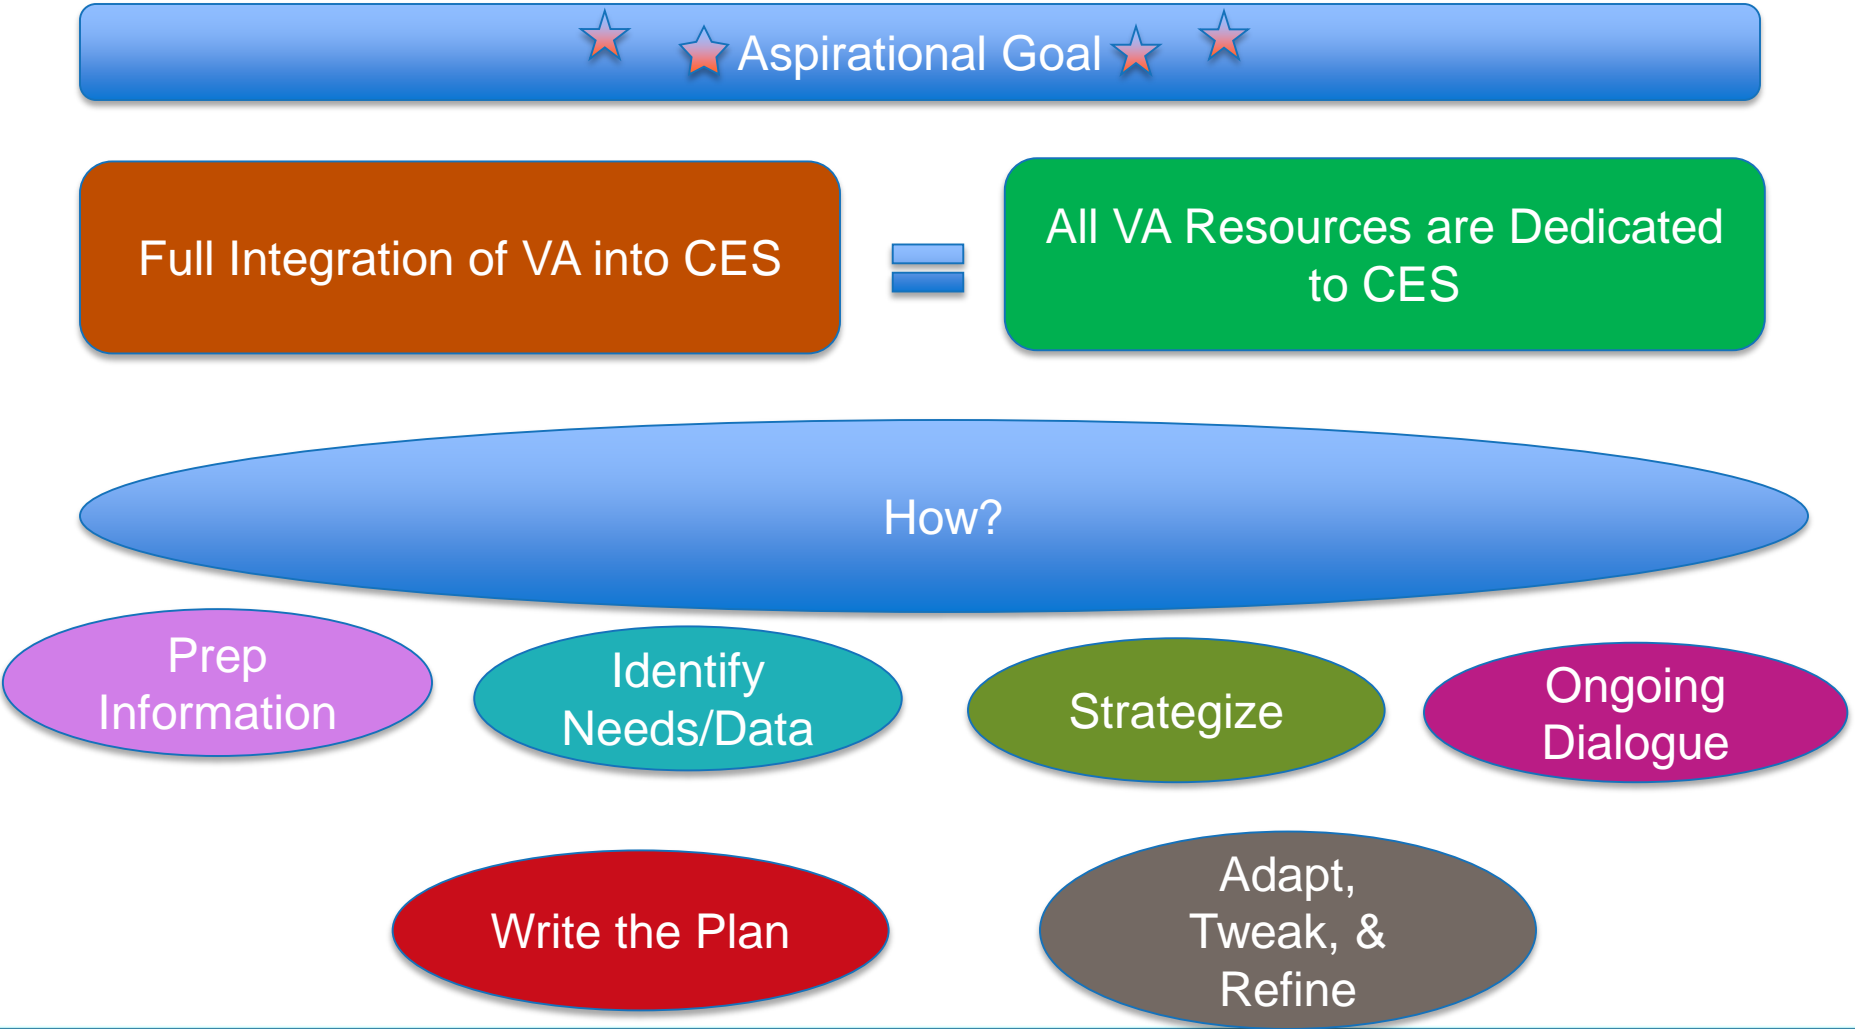 Aspirational Goal
Full Integration of VA into CES
All VA Resources are Dedicated
to CES
How?
Prep
Information
Identify
Needs/Data
Strategize
Ongoing
Dialogue
Write the Plan
Adapt,
Tweak, &
Refine